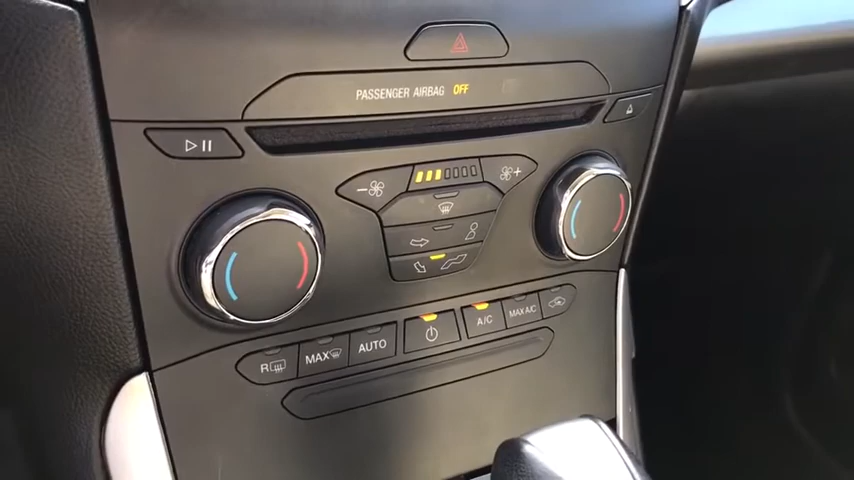 PASSENGER AIRBAG OFF
R
MAX
AUTO
A/C
MAX A/C